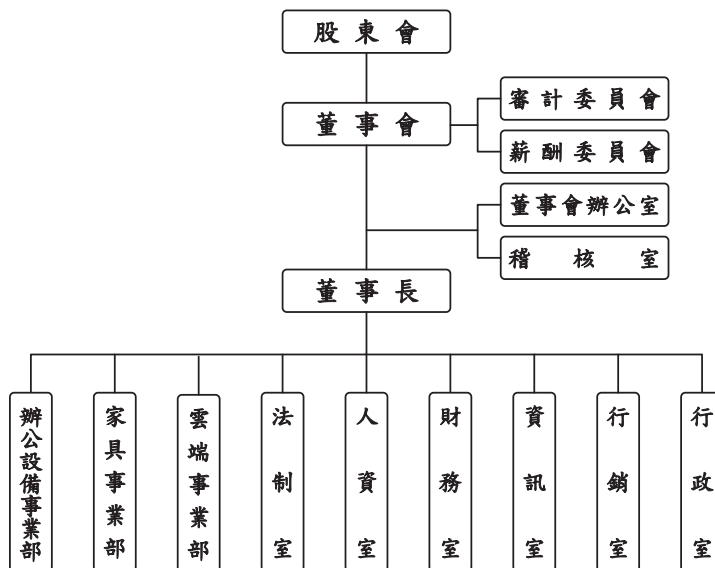 股東會
董事會
審計委員會
薪酬委員會
董事會辦公室
稽核室
董事長
辦公設備事業部
家具事業部
雲端事業部
法制室
人資室
財務室
資訊室
行銷室
行政室